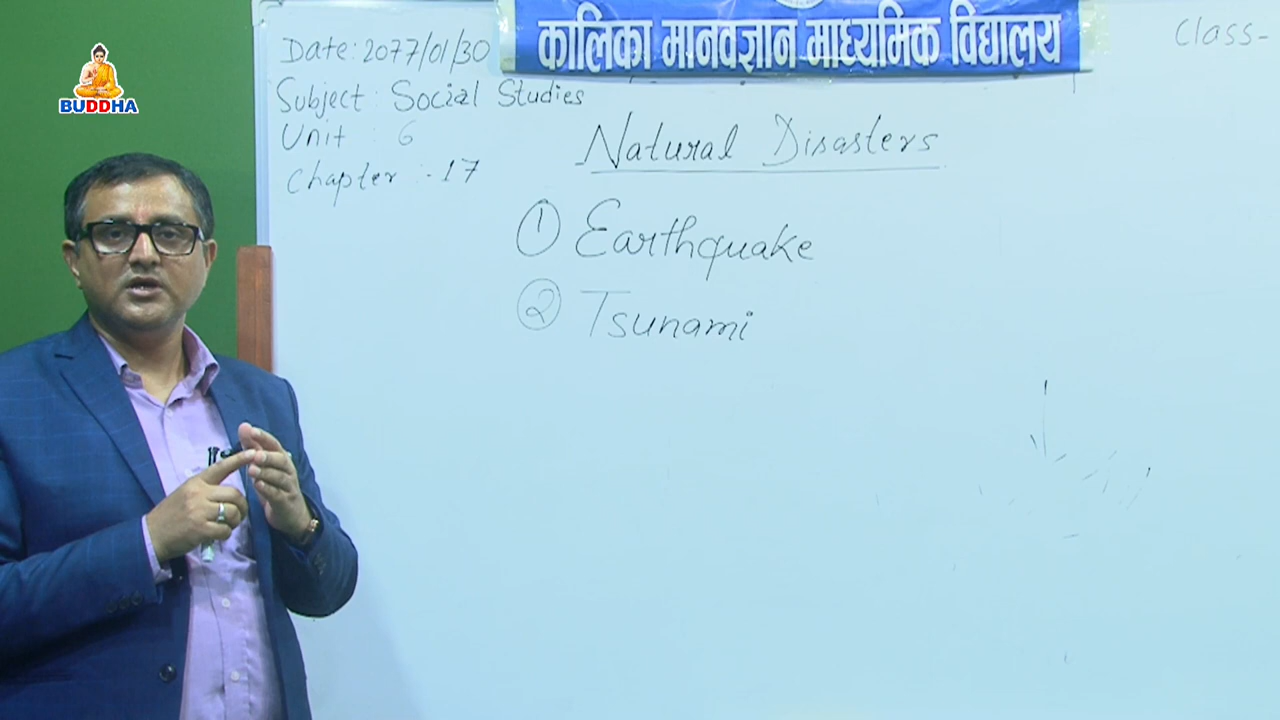 BUDDHA
कालिका मानवज्ञान माध्यमिक विद्यालय
Class-
Date: 2077/01/30
Subject: Social Studies
Unit : 6
Chapter :- 17
Natural Disasters
① Earthquake
② Tsunami